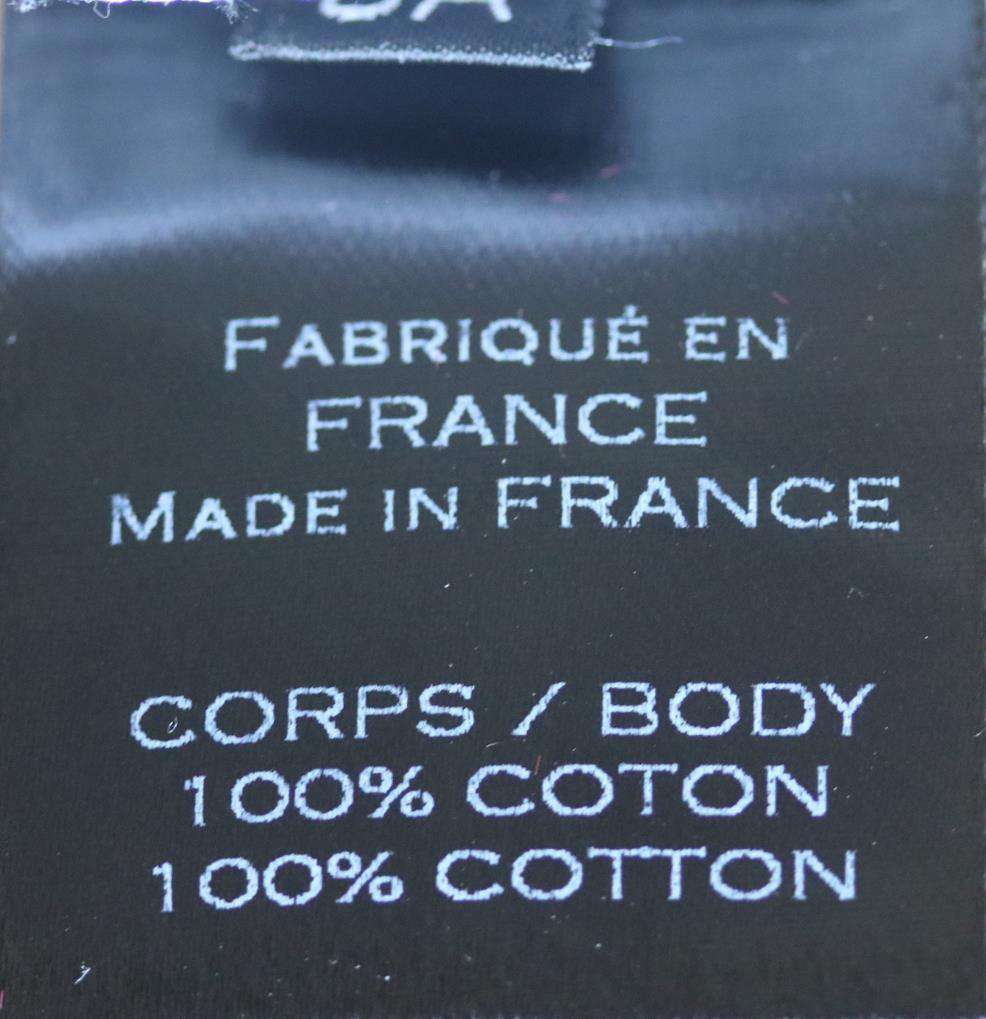 FABRIQUÉ EN
FRANCE
MADE IN FRANCE
CORPS / BODY
100% COTON
100% COTTON